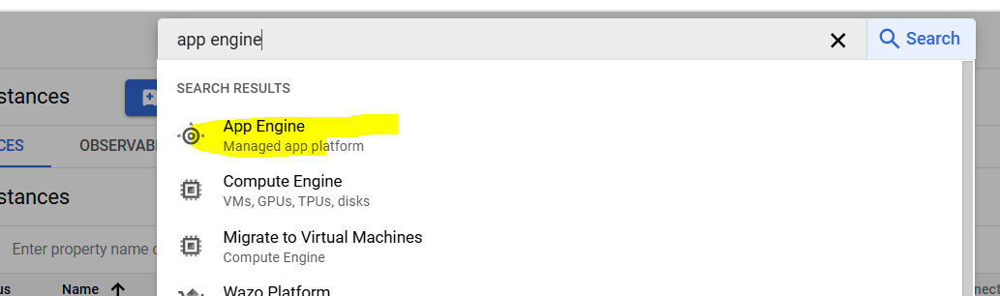 app engine
Search
stances
SEARCH RESULTS
App Engine
Managed app platform
CES
OBSERVAB
Compute Engine
VMs, GPUs, TPUs, disks
stances
Migrate to Virtual Machines
Compute Engine
Enter property name o
us
Name
Wazo Platform
nnect